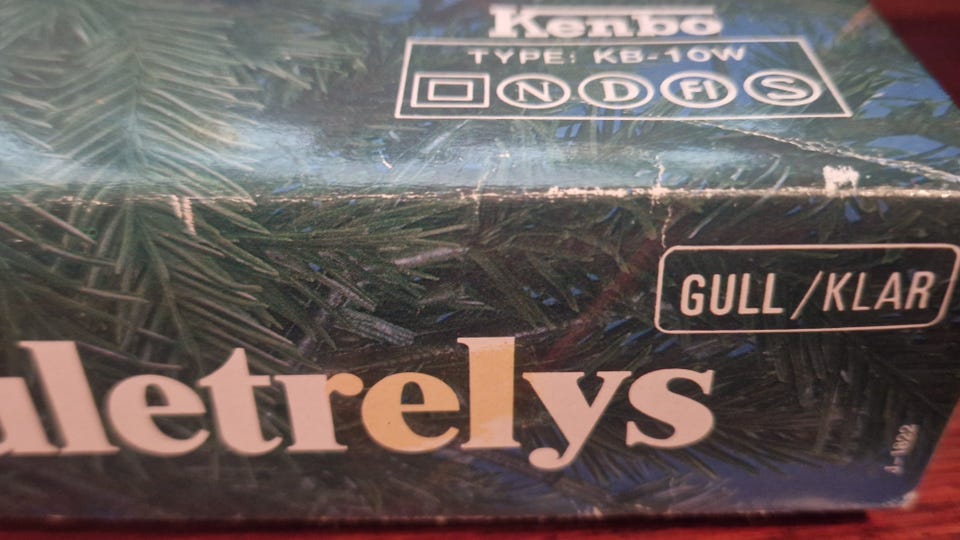 Kenbo
TYPE: KB-10W
N D FI S
GULL/KLAR
uletrelys